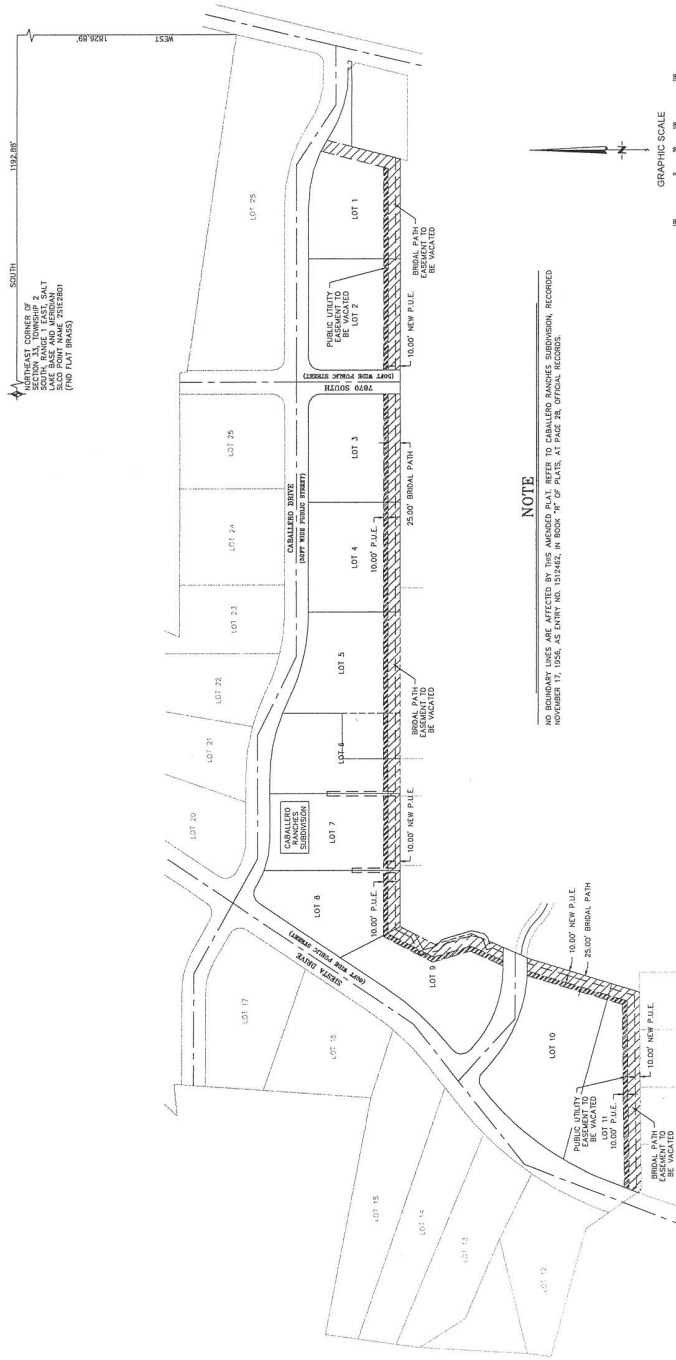 SOUTH
1192.88'
WEST
1826.89'
NORTHEAST CORNER OF
SECTION 33, TOWNSHIP 2
SOUTH, RANGE 1 EAST, SALT
LAKE BASE AND MERIDIAN
SLCO POINT NAME 2S1E2801
(FND FLAT BRASS)
LOT 25
LOT 25
LOT 24
LOT 23
LOT 22
LOT 21
LOT 20
CABALLERO DRIVE
(50FT WIDE PUBLIC STREET)
7870 SOUTH
(50FT WIDE PUBLIC STREET)
LOT 1
LOT 2
PUBLIC UTILITY
EASEMENT TO
BE VACATED
BRIDAL PATH
EASEMENT TO
BE VACATED
10.00' NEW P.U.E.
LOT 3
25.00' BRIDAL PATH
LOT 4
10.00' P.U.E.
LOT 5
BRIDAL PATH
EASEMENT TO
BE VACATED
LOT 6
LOT 7
CABALLERO
RANCHES
SUBDIVISION
10.00' NEW P.U.E.
LOT 8
10.00' P.U.E.
SIESTA DRIVE
(60FT WIDE PUBLIC STREET)
LOT 17
LOT 16
LOT 9
10.00' NEW P.U.E.
25.00' BRIDAL PATH
LOT 10
LOT 15
LOT 14
LOT 13
LOT 12
PUBLIC UTILITY
EASEMENT TO
BE VACATED
LOT 11
10.00' P.U.E.
10.00' NEW P.U.E.
BRIDAL PATH
EASEMENT TO
BE VACATED
NOTE
NO BOUNDARY LINES ARE AFFECTED BY THIS AMENDED PLAT. REFER TO CABALLERO RANCHES SUBDIVISION, RECORDED
NOVEMBER 17, 1956, AS ENTRY NO. 1512462, IN BOOK "R" OF PLATS, AT PAGE 28, OFFICIAL RECORDS.
N
GRAPHIC SCALE